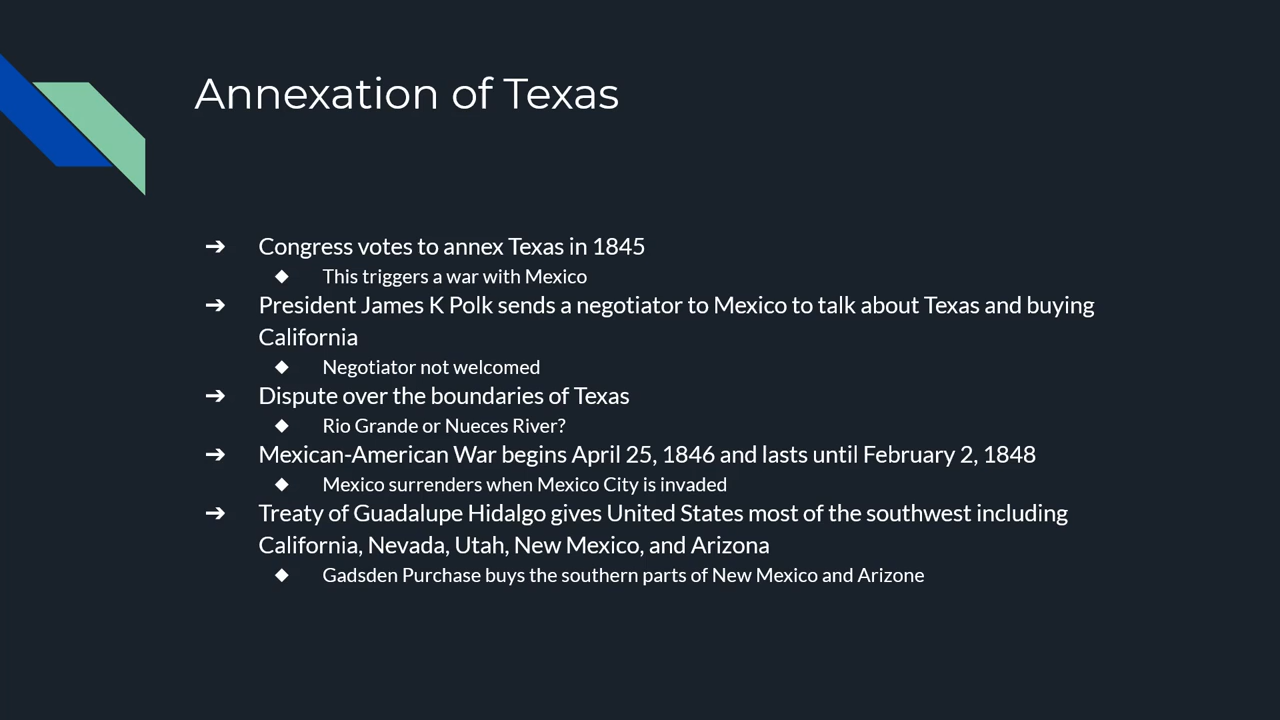 Annexation of Texas
➔ Congress votes to annex Texas in 1845
◆ This triggers a war with Mexico
➔ President James K Polk sends a negotiator to Mexico to talk about Texas and buying
California
◆ Negotiator not welcomed
➔ Dispute over the boundaries of Texas
◆ Rio Grande or Nueces River?
➔ Mexican-American War begins April 25, 1846 and lasts until February 2, 1848
◆ Mexico surrenders when Mexico City is invaded
➔ Treaty of Guadalupe Hidalgo gives United States most of the southwest including
California, Nevada, Utah, New Mexico, and Arizona
◆ Gadsden Purchase buys the southern parts of New Mexico and Arizone